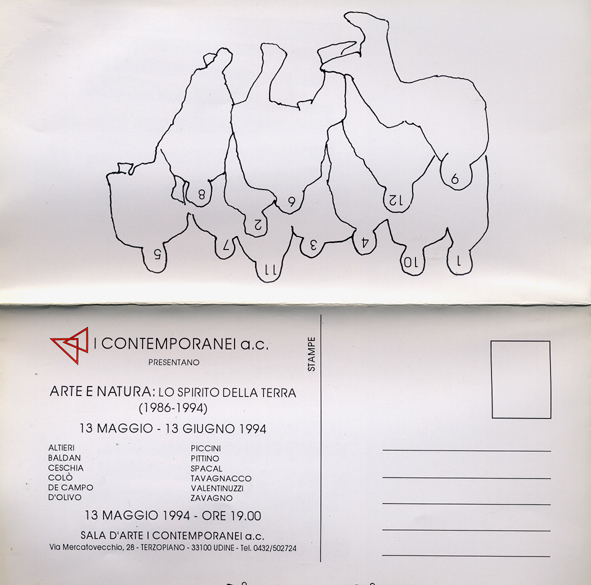 6
8
9
12
2
4
3
7
5
1
10
11
I CONTEMPORANEI a.c.
PRESENTANO
ARTE E NATURA: LO SPIRITO DELLA TERRA
(1986-1994)
13 MAGGIO - 13 GIUGNO 1994
ALTIERI
BALDAN
CESCHIA
COLÒ
DE CAMPO
D'OLIVO
PICCINI
PITTINO
SPACAL
TAVAGNACCO
VALENTINUZZI
ZAVAGNO
13 MAGGIO 1994 - ORE 19.00
SALA D'ARTE I CONTEMPORANEI a.c.
Via Mercatovecchio, 28 - TERZOPIANO - 33100 UDINE - Tel. 0432/502724
STAMPE